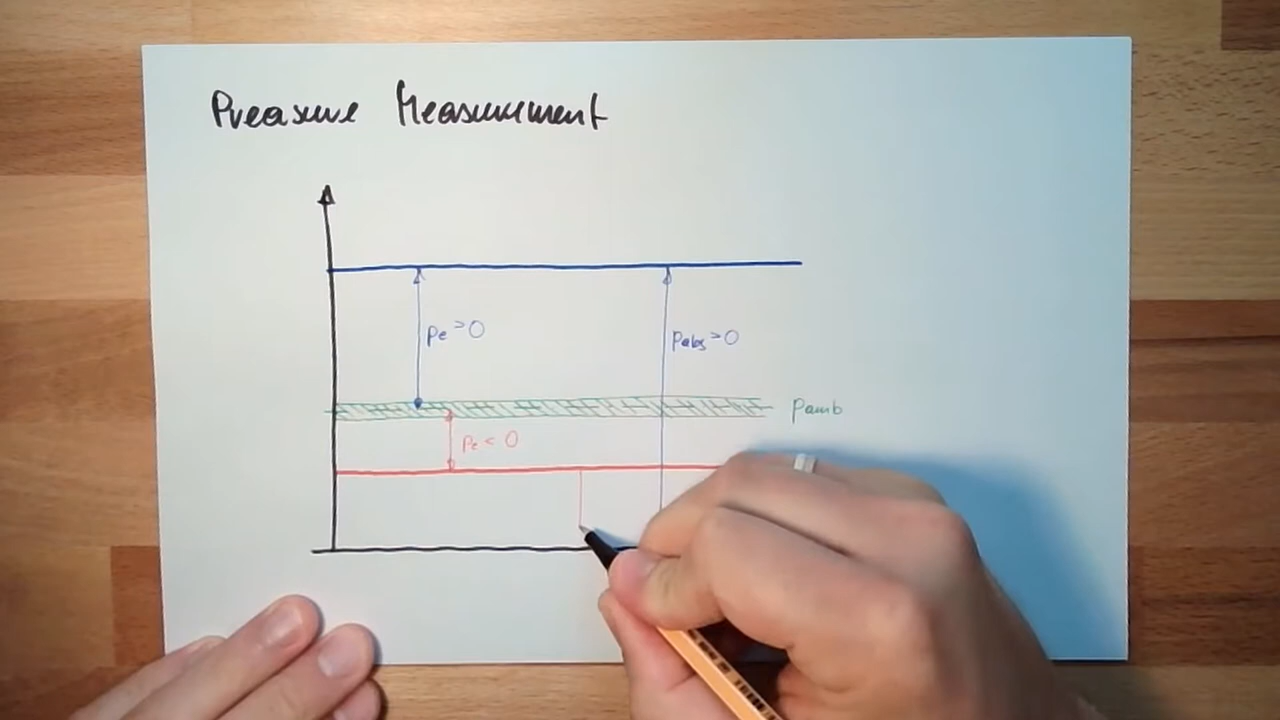 Pressure Measurement
pe > 0
pabs > 0
pamb
pe < 0